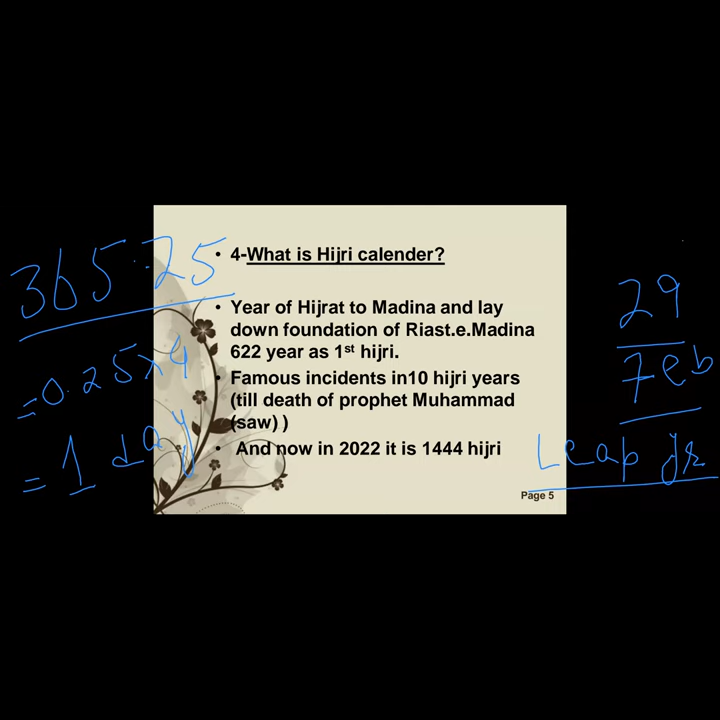 4-What is Hijri calender?
Year of Hijrat to Madina and lay
down foundation of Riast.e.Madina
622 year as 1st hijri.
Famous incidents in10 hijri years
(till death of prophet Muhammad
(saw) )
And now in 2022 it is 1444 hijri
Page 5
365.25
=0.25x4
= 1 day
29
Feb
Leap yr